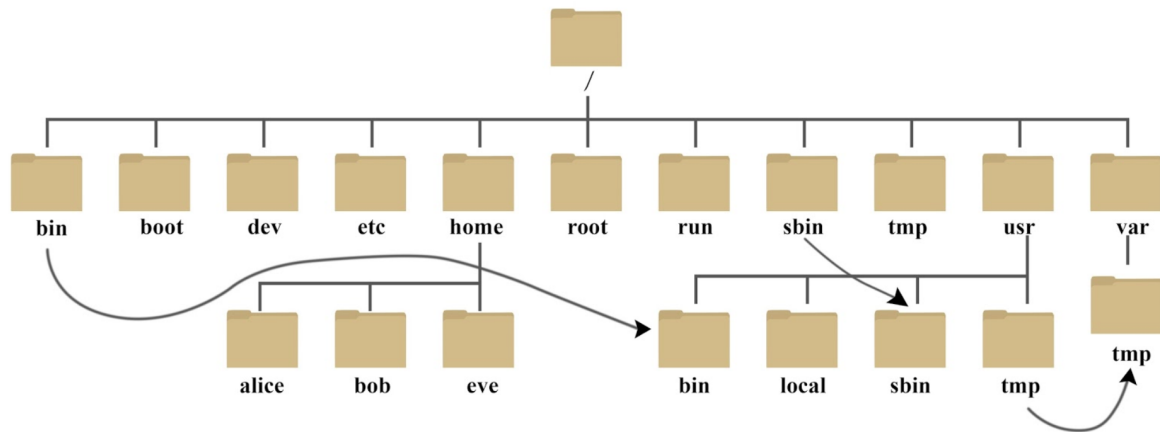 /
bin boot dev etc home root run sbin tmp usr var
alice bob eve bin local sbin tmp tmp